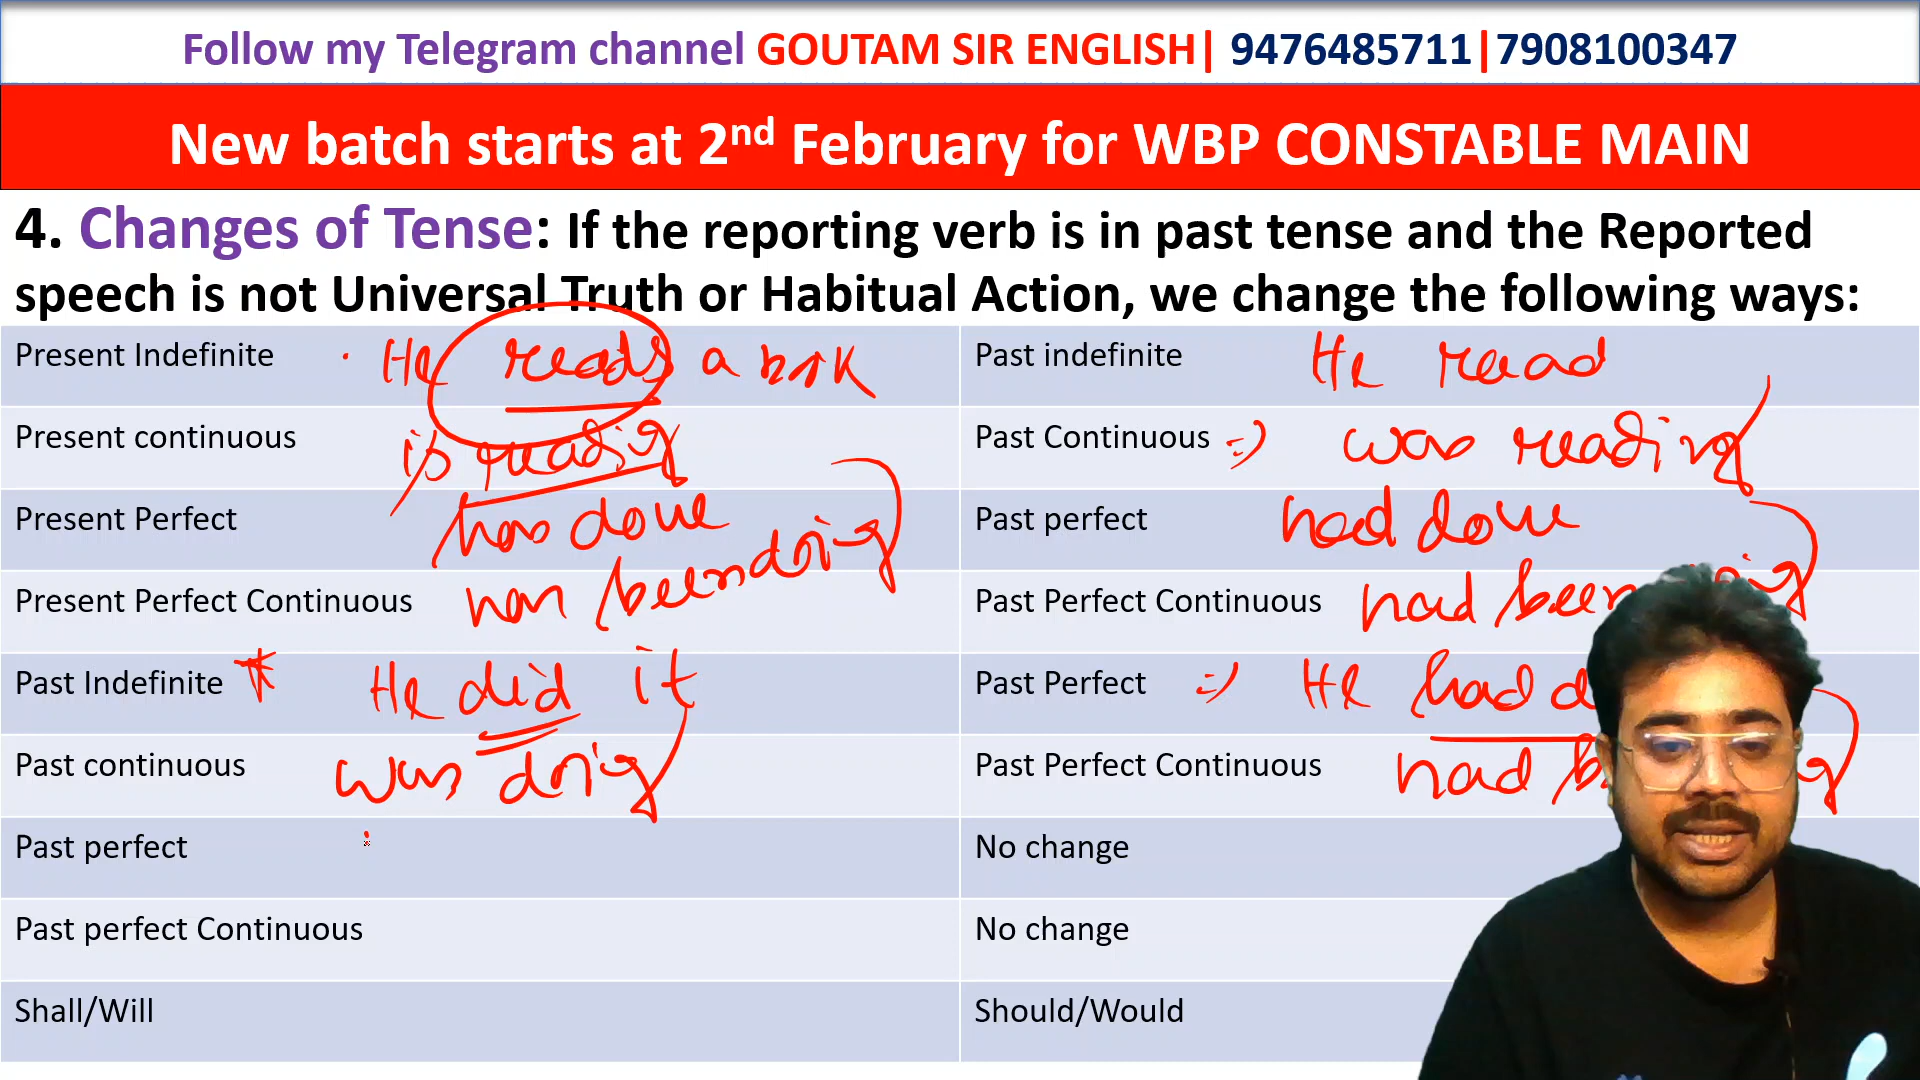 Follow my Telegram channel GOUTAM SIR ENGLISH| 9476485711|7908100347
New batch starts at 2nd February for WBP CONSTABLE MAIN
4. Changes of Tense: If the reporting verb is in past tense and the Reported
speech is not Universal Truth or Habitual Action, we change the following ways:
Present Indefinite He reads a book Past indefinite He read
Present continuous is reading Past Continuous => was reading
Present Perfect has done Past perfect had done
Present Perfect Continuous been doing Past Perfect Continuous had been
Past Indefinite He did it Past Perfect => He had
Past continuous was doing Past Perfect Continuous had
Past perfect No change
Past perfect Continuous No change
Shall/Will Should/Would